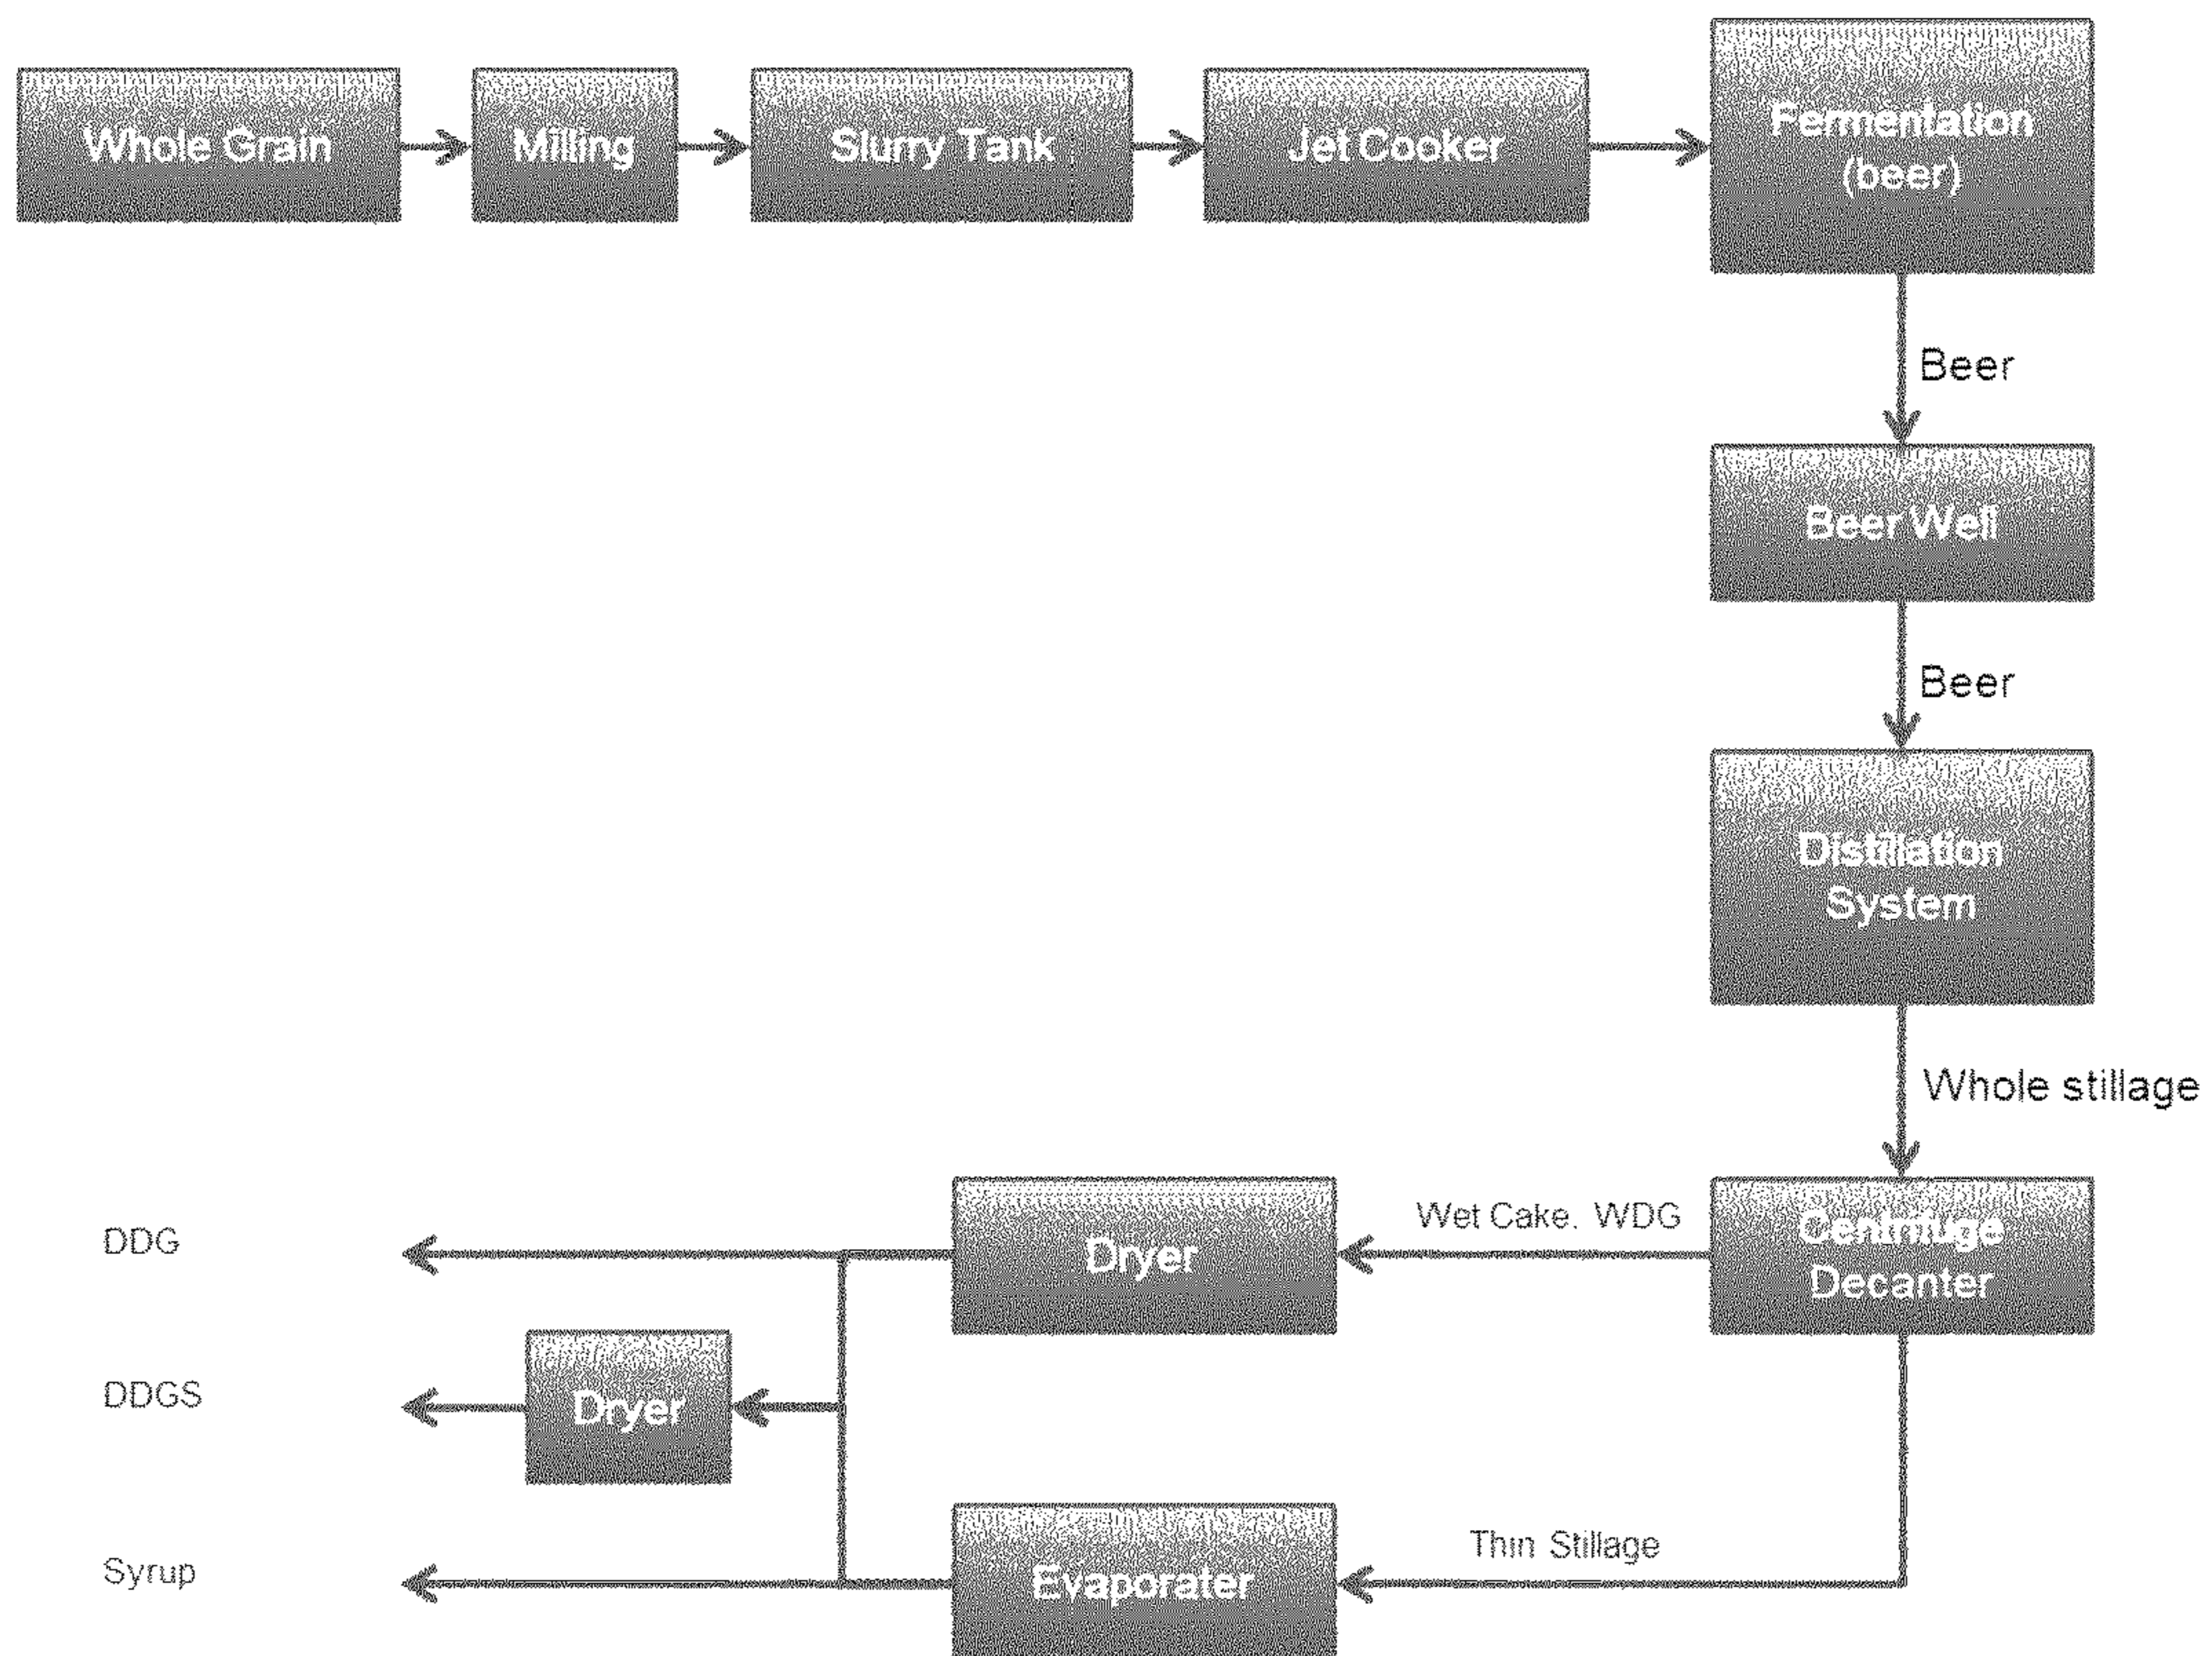 Whole Grain
Milling
Slurry Tank
Jet Cooker
Fermentation
(beer)
Beer
Beer Well
Beer
Distillation
System
Whole stillage
Centrifuge
Decanter
Wet Cake. WDG
Dryer
DDG
Dryer
DDGS
Thin Stillage
Evaporater
Syrup